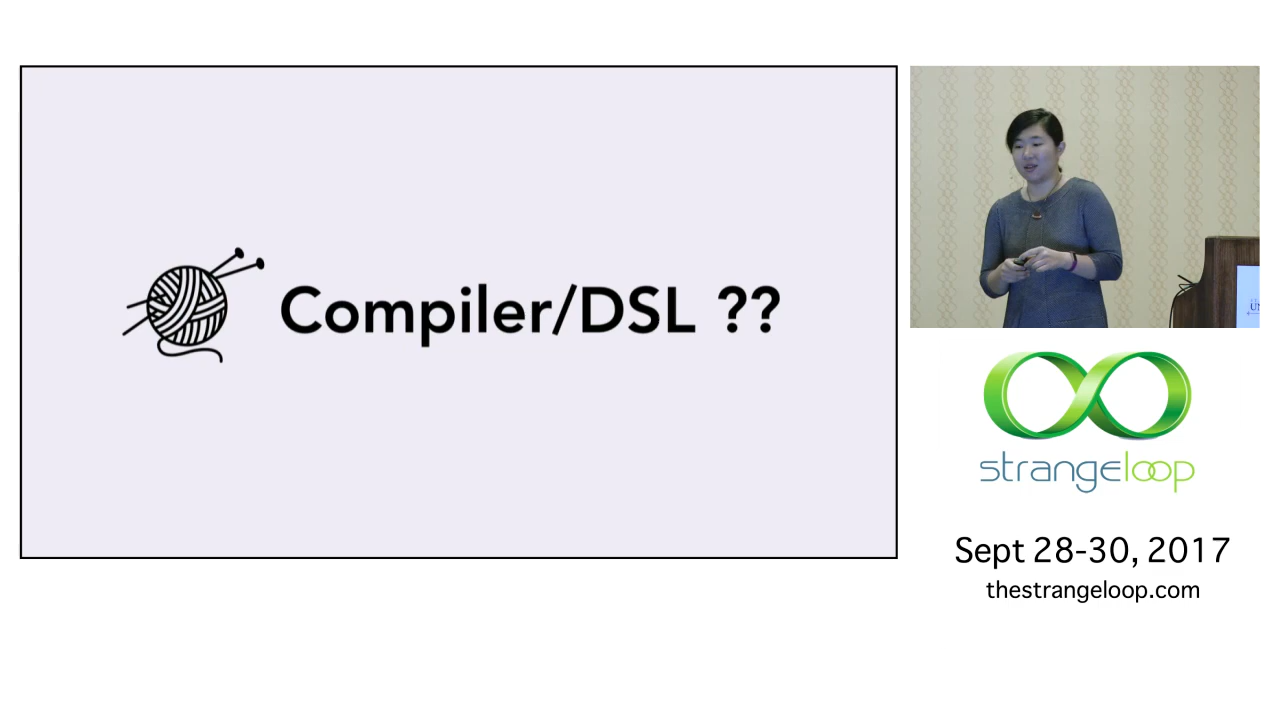 Compiler/DSL ??
strangeloop
Sept 28-30, 2017
thestrangeloop.com